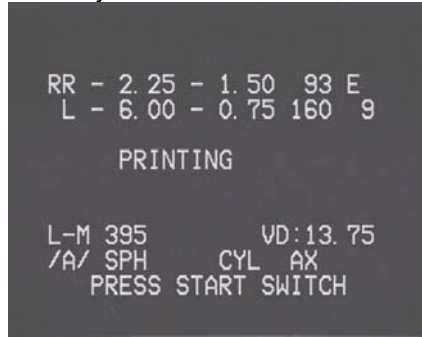 RR - 2.25 - 1.50 93 E
L - 6.00 - 0.75 160 9
PRINTING
L-M 395 VD:13.75
/A/ SPH CYL AX
PRESS START SWITCH